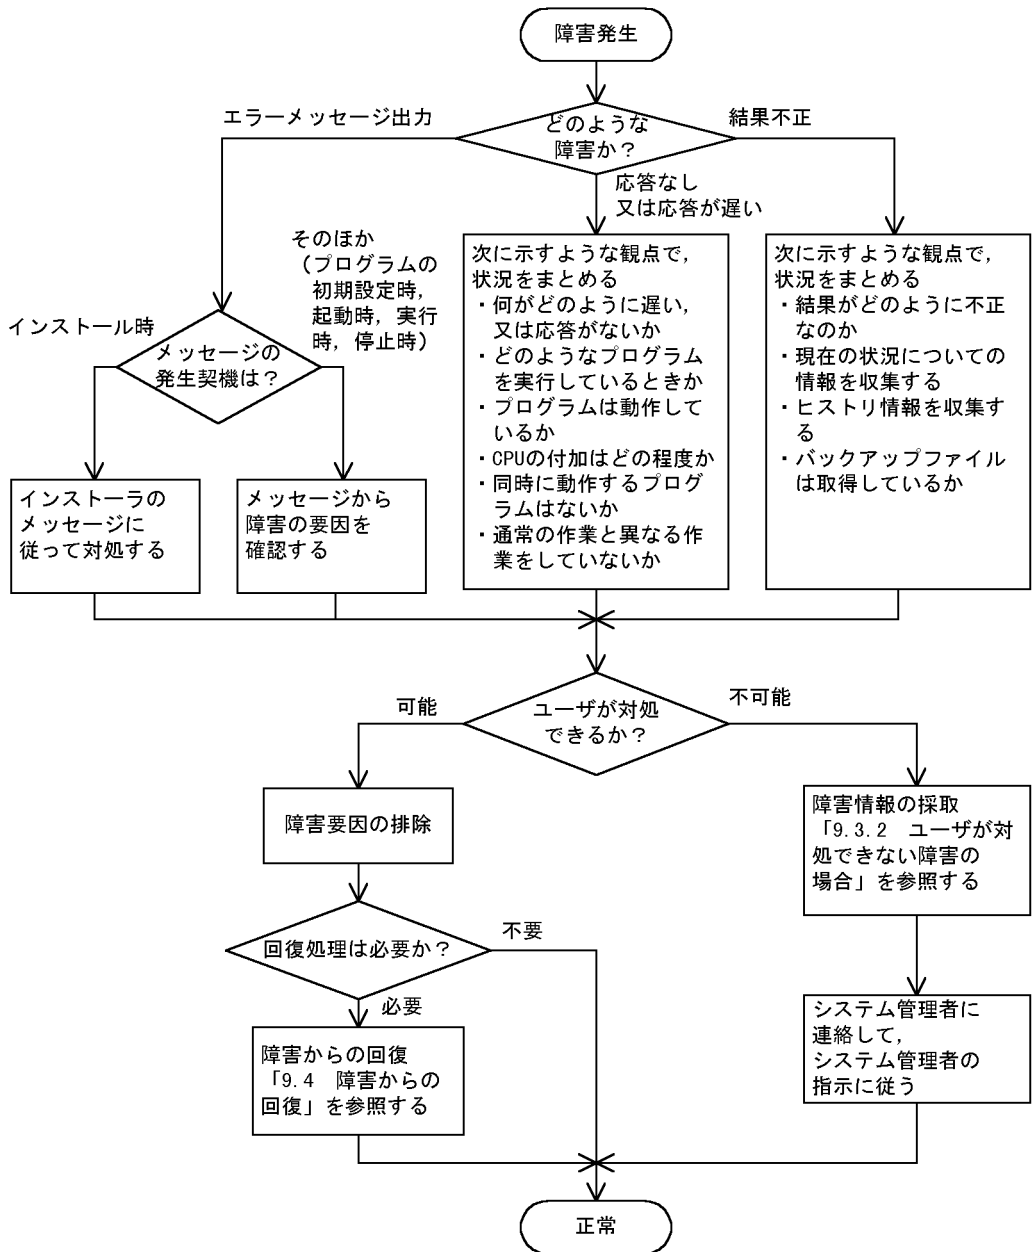 障害発生
エラーメッセージ出力
どのような
障害か？
結果不正
応答なし
又は応答が遅い
そのほか
（プログラムの
初期設定時，
起動時，実行
時，停止時）
インストール時
メッセージの
発生契機は？
次に示すような観点で，
状況をまとめる
・何がどのように遅い，
又は応答がないか
・どのようなプログラム
を実行しているときか
・プログラムは動作して
いるか
・CPUの付加はどの程度か
・同時に動作するプログ
ラムはないか
・通常の作業と異なる作
業をしていないか
次に示すような観点で，
状況をまとめる
・結果がどのように不正
なのか
・現在の状況についての
情報を収集する
・ヒストリ情報を収集す
る
・バックアップファイル
は取得しているか
インストーラの
メッセージに
従って対処する
メッセージから
障害の要因を
確認する
可能
ユーザが対処
できるか？
不可能
障害要因の排除
障害情報の採取
「9.3.2　ユーザが対
処できない障害の
場合」を参照する
回復処理は必要か？
不要
必要
障害からの回復
「9.4　障害からの
回復」を参照する
システム管理者に
連絡して，
システム管理者の
指示に従う
正常